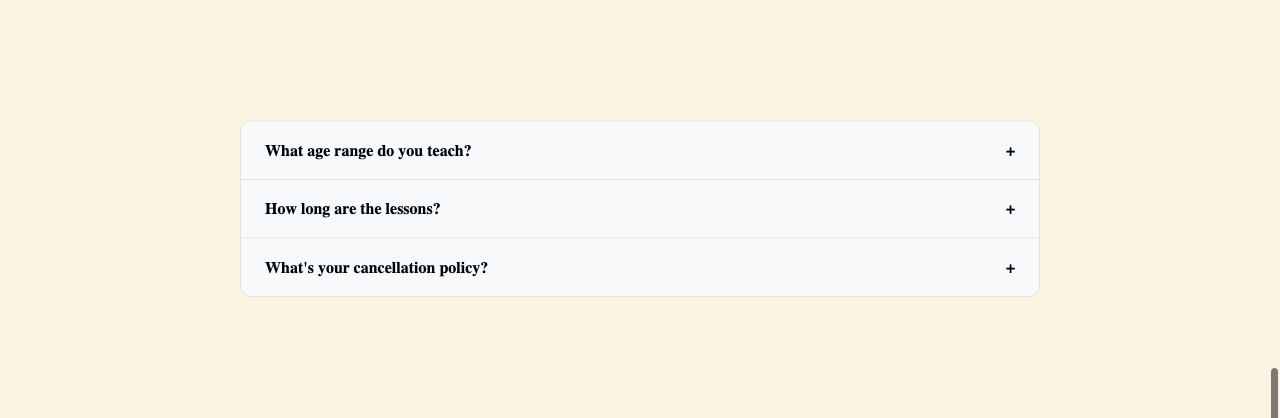 What age range do you teach? +
How long are the lessons? +
What's your cancellation policy? +